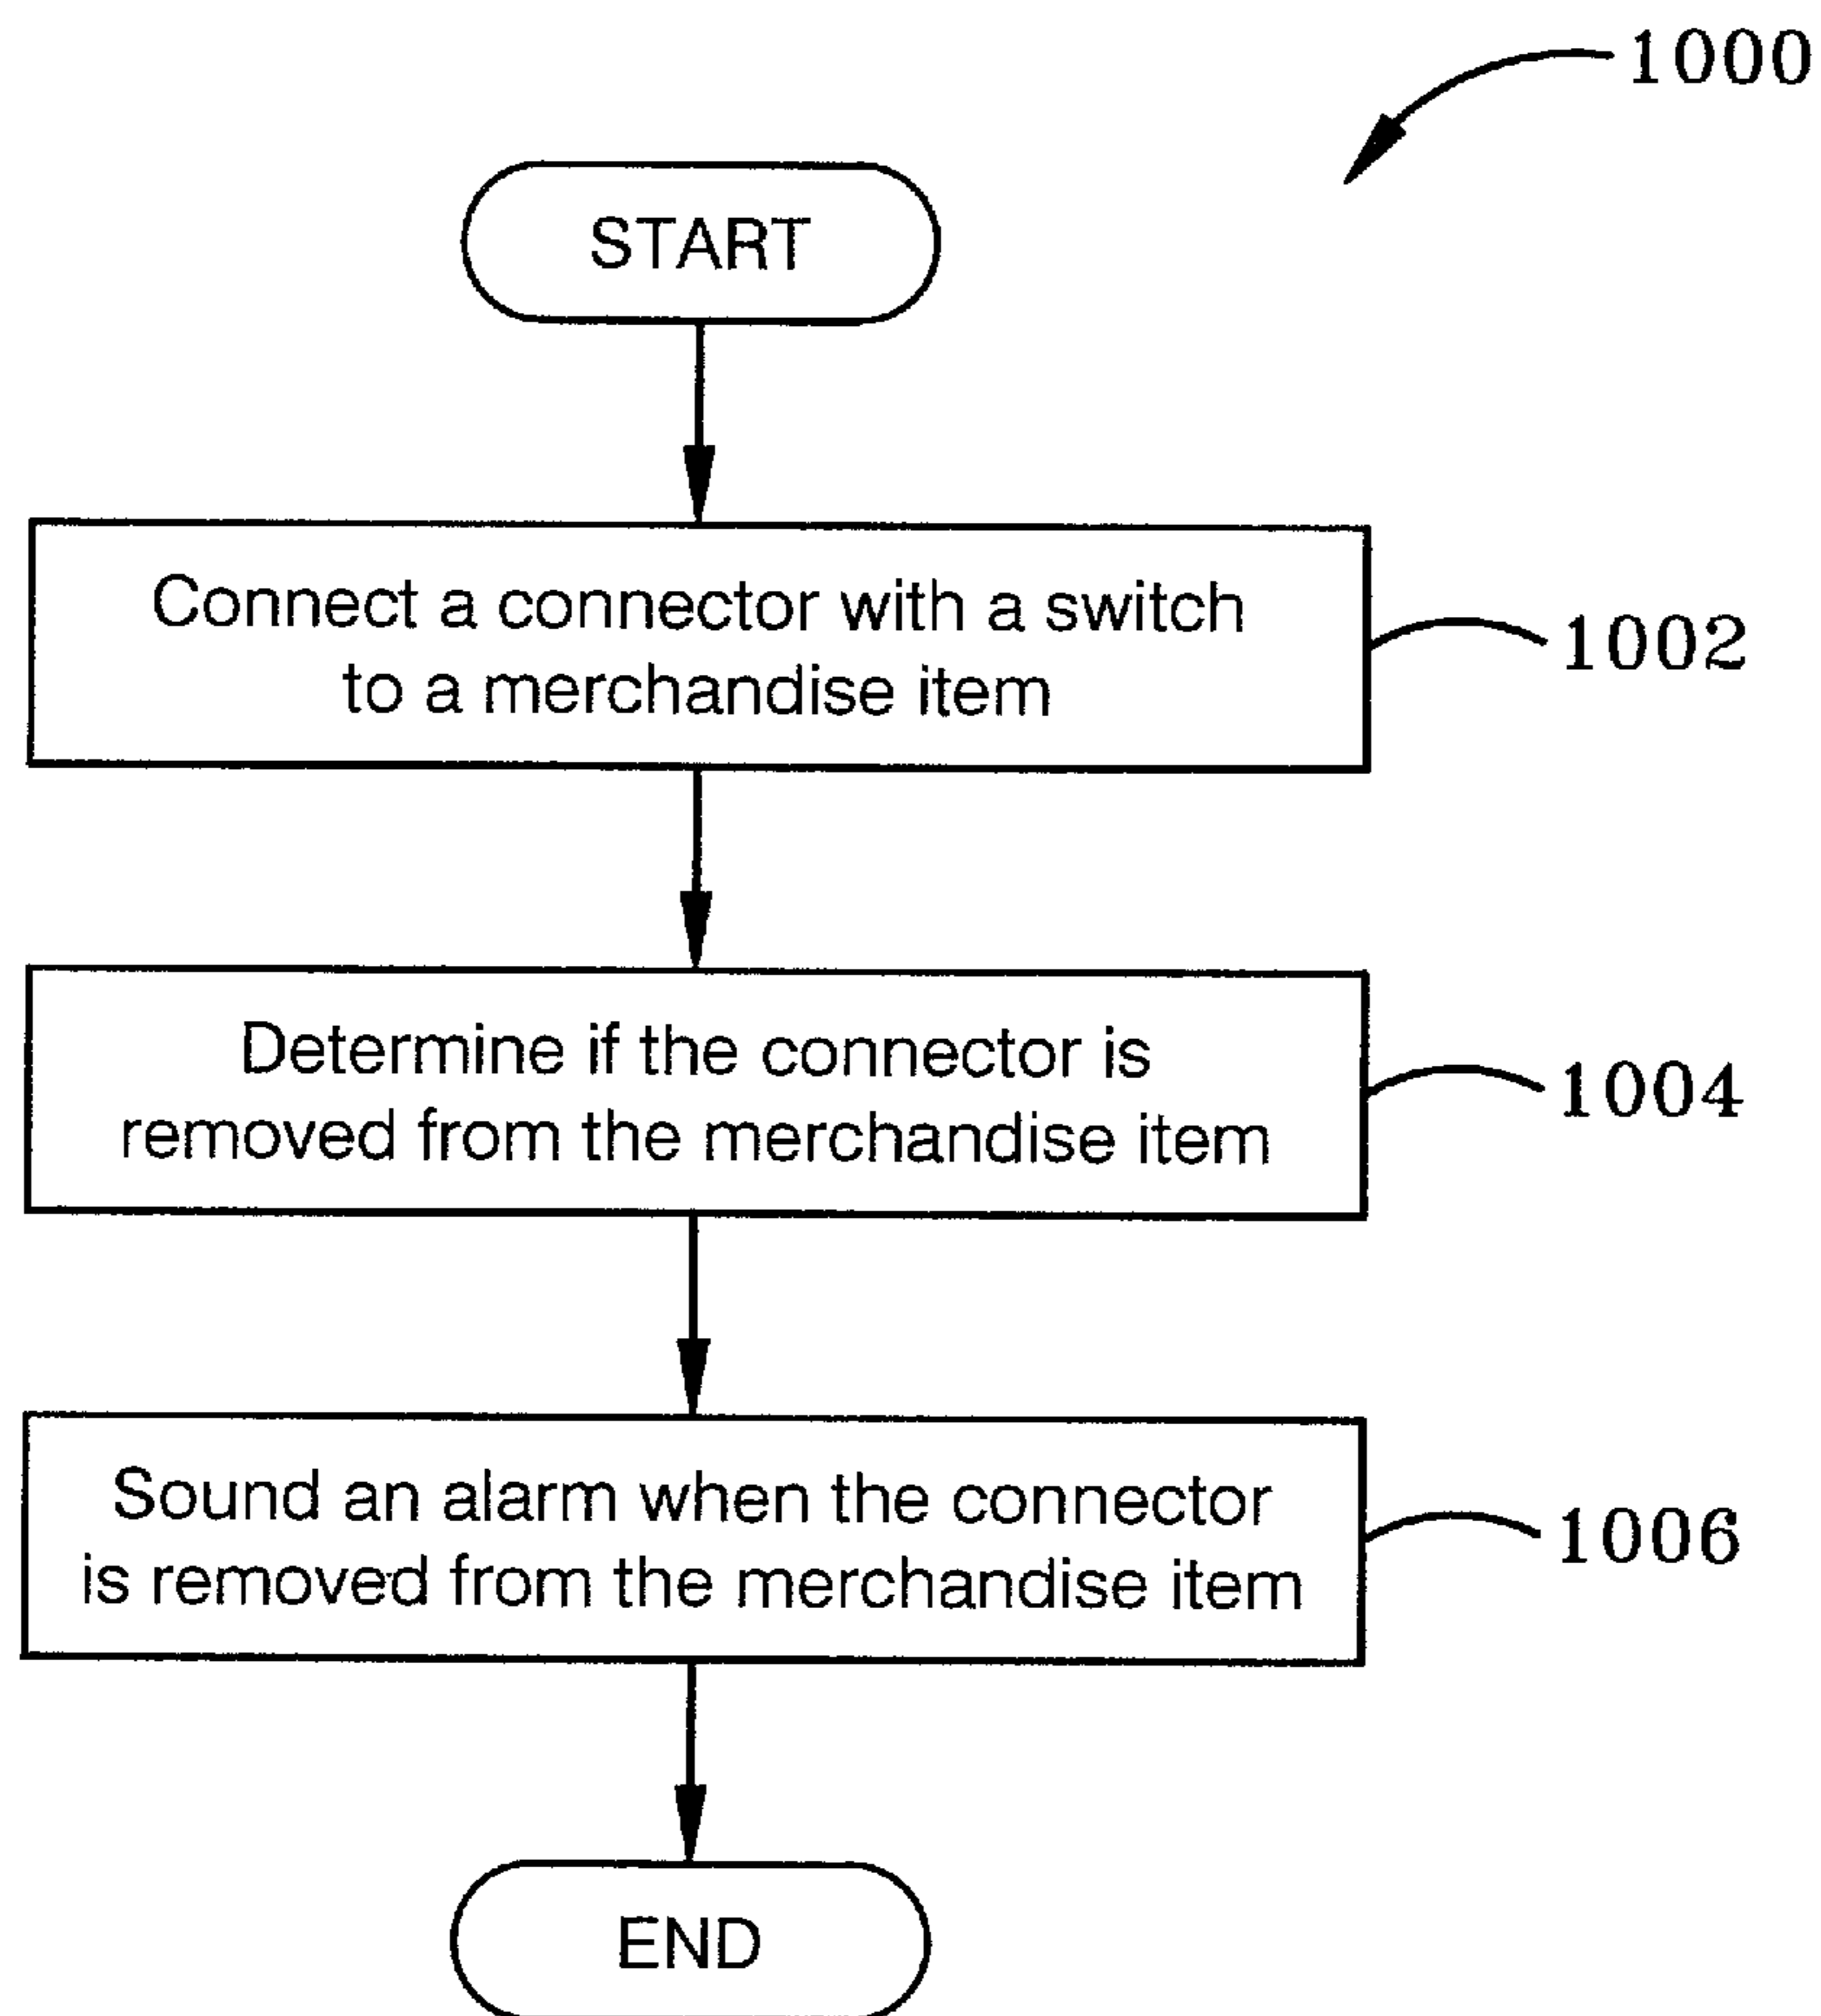 1000
START
Connect a connector with a switch
to a merchandise item
1002
Determine if the connector is
removed from the merchandise item
1004
Sound an alarm when the connector
is removed from the merchandise item
1006
END